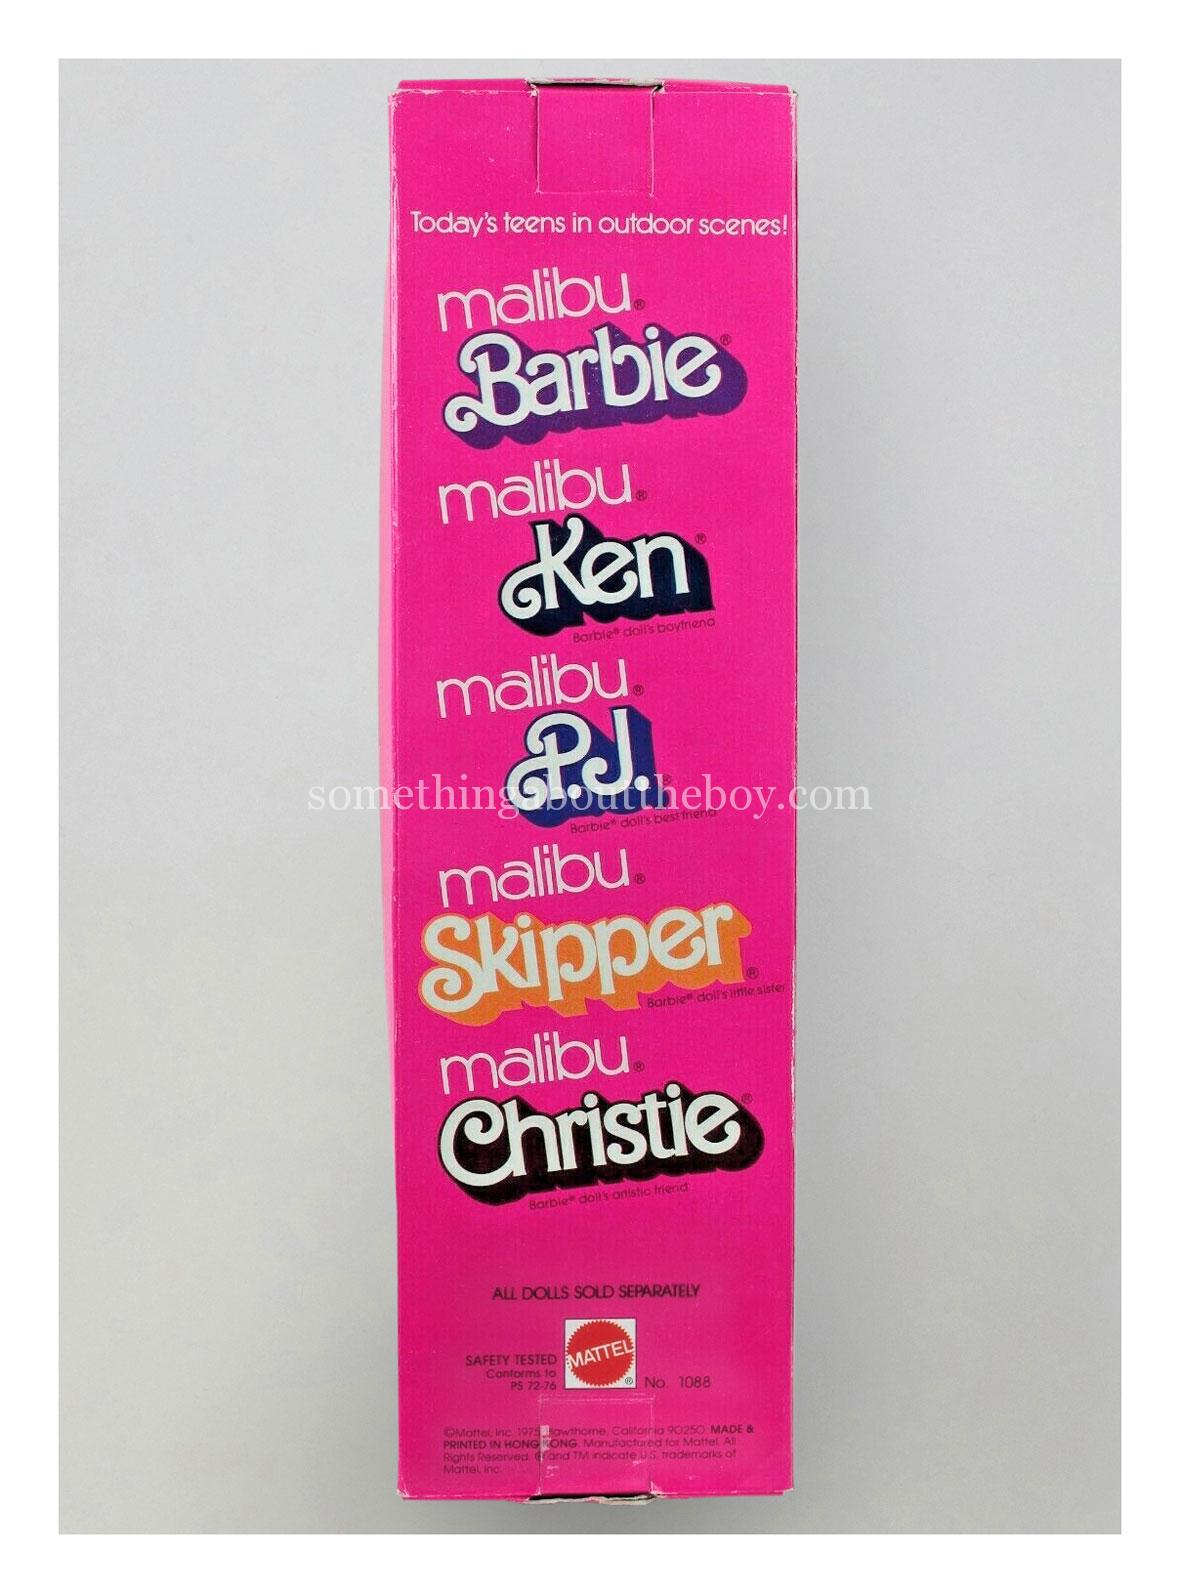 Today's teens in outdoor scenes!
malibu®
Barbie®
malibu®
Ken®
Barbie® doll's boyfriend
malibu®
P.J.®
somethingabouttheboy.com
Barbie® doll's best friend
malibu®
Skipper®
Barbie® doll's little sister
malibu®
Christie®
Barbie® doll's artistic friend
ALL DOLLS SOLD SEPARATELY
SAFETY TESTED
Conforms to
PS 72-76
MATTEL®
No. 1088
©Mattel, Inc. 1975 Hawthorne, California 90250. MADE &
PRINTED IN HONG KONG. Manufactured for Mattel. All
Rights Reserved. ® and TM indicate U.S. trademarks of
Mattel, Inc.